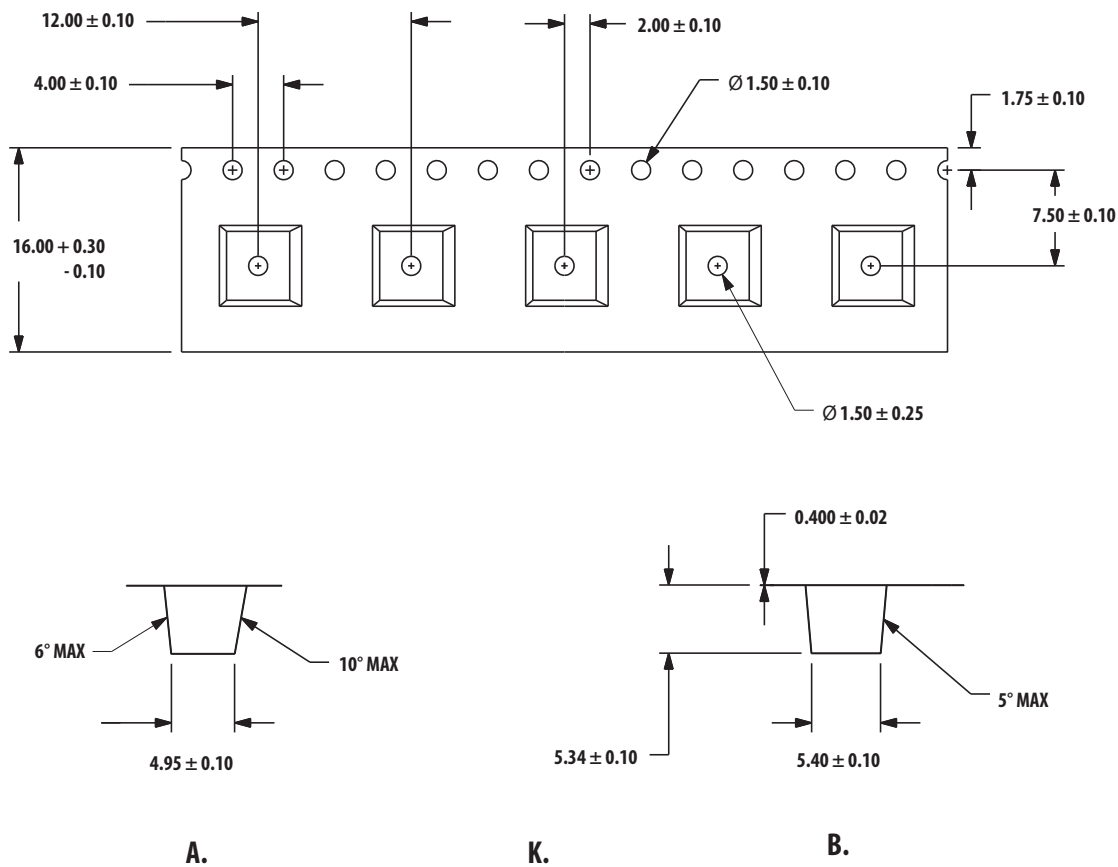 12.00 ± 0.10
2.00 ± 0.10
4.00 ± 0.10
Ø 1.50 ± 0.10
1.75 ± 0.10
16.00 + 0.30
- 0.10
7.50 ± 0.10
Ø 1.50 ± 0.25
0.400 ± 0.02
6° MAX
10° MAX
5° MAX
4.95 ± 0.10
5.34 ± 0.10
5.40 ± 0.10
A.
K.
B.